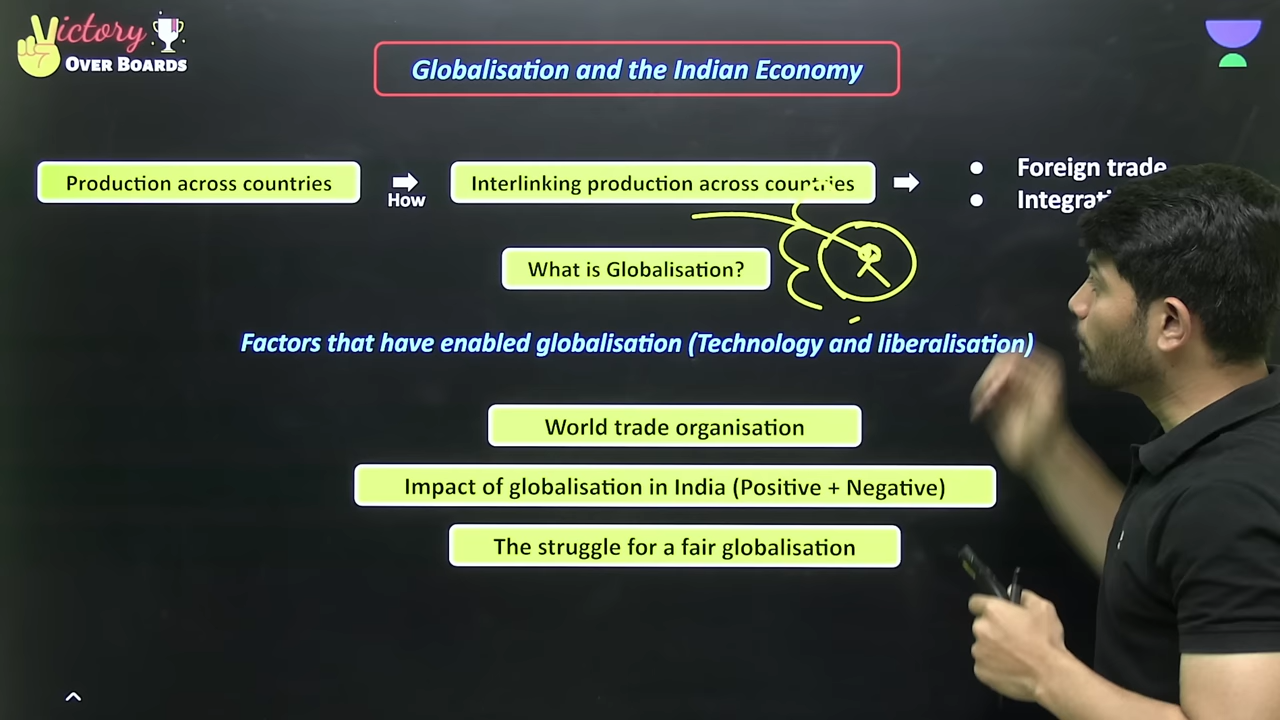 Victory
OVER BOARDS
Globalisation and the Indian Economy
Production across countries
How
Interlinking production across countries
• Foreign trade
•
What is Globalisation?
Factors that have enabled globalisation (Technology and liberalisation)
World trade organisation
Impact of globalisation in India (Positive + Negative)
The struggle for a fair globalisation